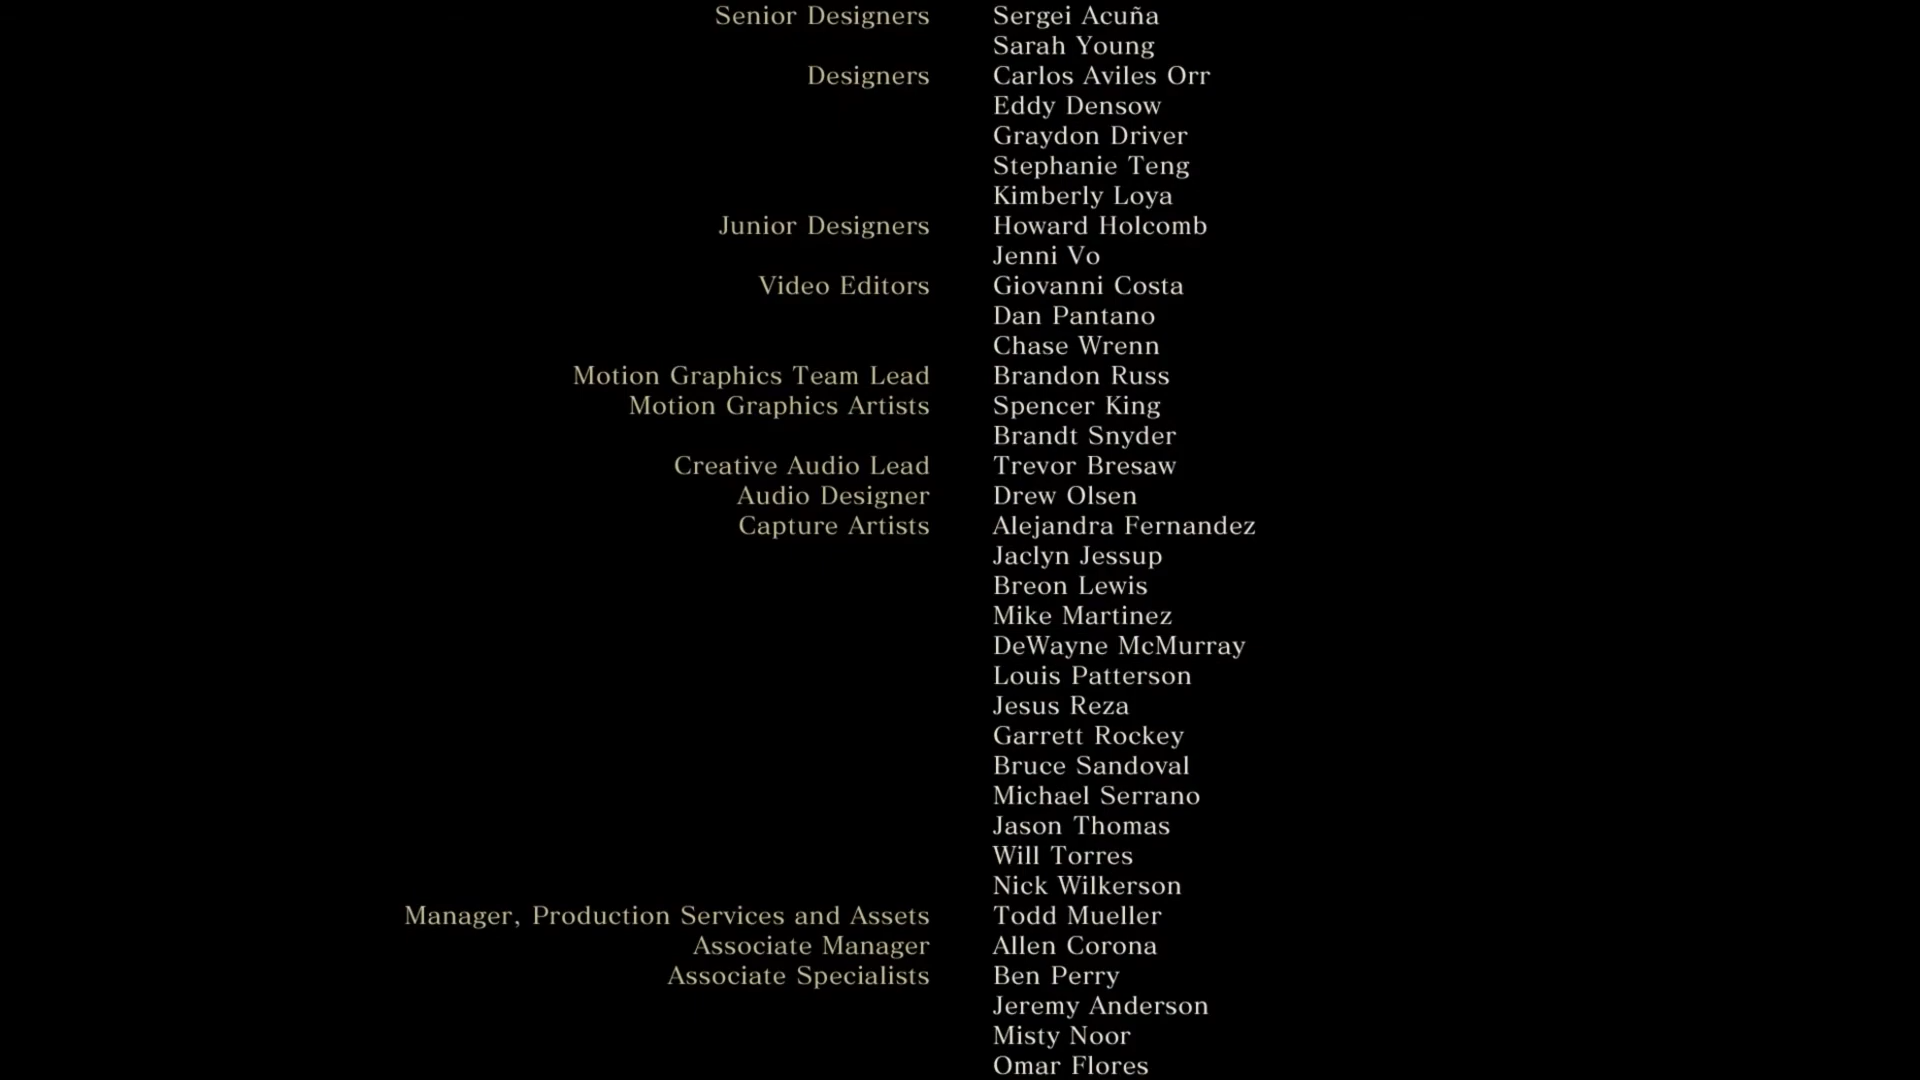 Senior Designers Sergei Acuña
Sarah Young
Designers Carlos Aviles Orr
Eddy Densow
Graydon Driver
Stephanie Teng
Kimberly Loya
Junior Designers Howard Holcomb
Jenni Vo
Video Editors Giovanni Costa
Dan Pantano
Chase Wrenn
Motion Graphics Team Lead Brandon Russ
Motion Graphics Artists Spencer King
Brandt Snyder
Creative Audio Lead Trevor Bresaw
Audio Designer Drew Olsen
Capture Artists Alejandra Fernandez
Jaclyn Jessup
Breon Lewis
Mike Martinez
DeWayne McMurray
Louis Patterson
Jesus Reza
Garrett Rockey
Bruce Sandoval
Michael Serrano
Jason Thomas
Will Torres
Nick Wilkerson
Manager, Production Services and Assets Todd Mueller
Associate Manager Allen Corona
Associate Specialists Ben Perry
Jeremy Anderson
Misty Noor
Omar Flores